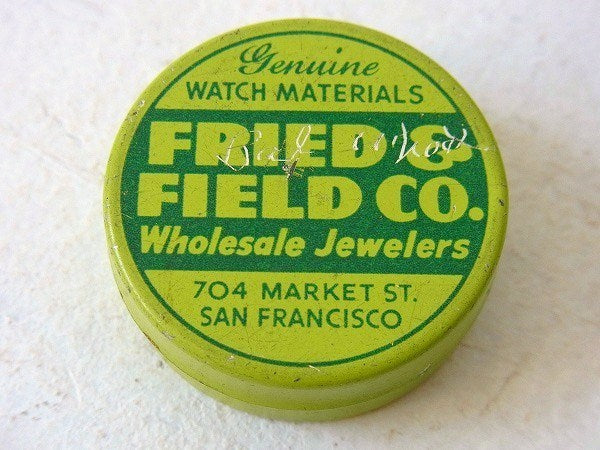 Genuine
WATCH MATERIALS
FRIED &
FIELD CO.
Wholesale Jewelers
704 MARKET ST.
SAN FRANCISCO